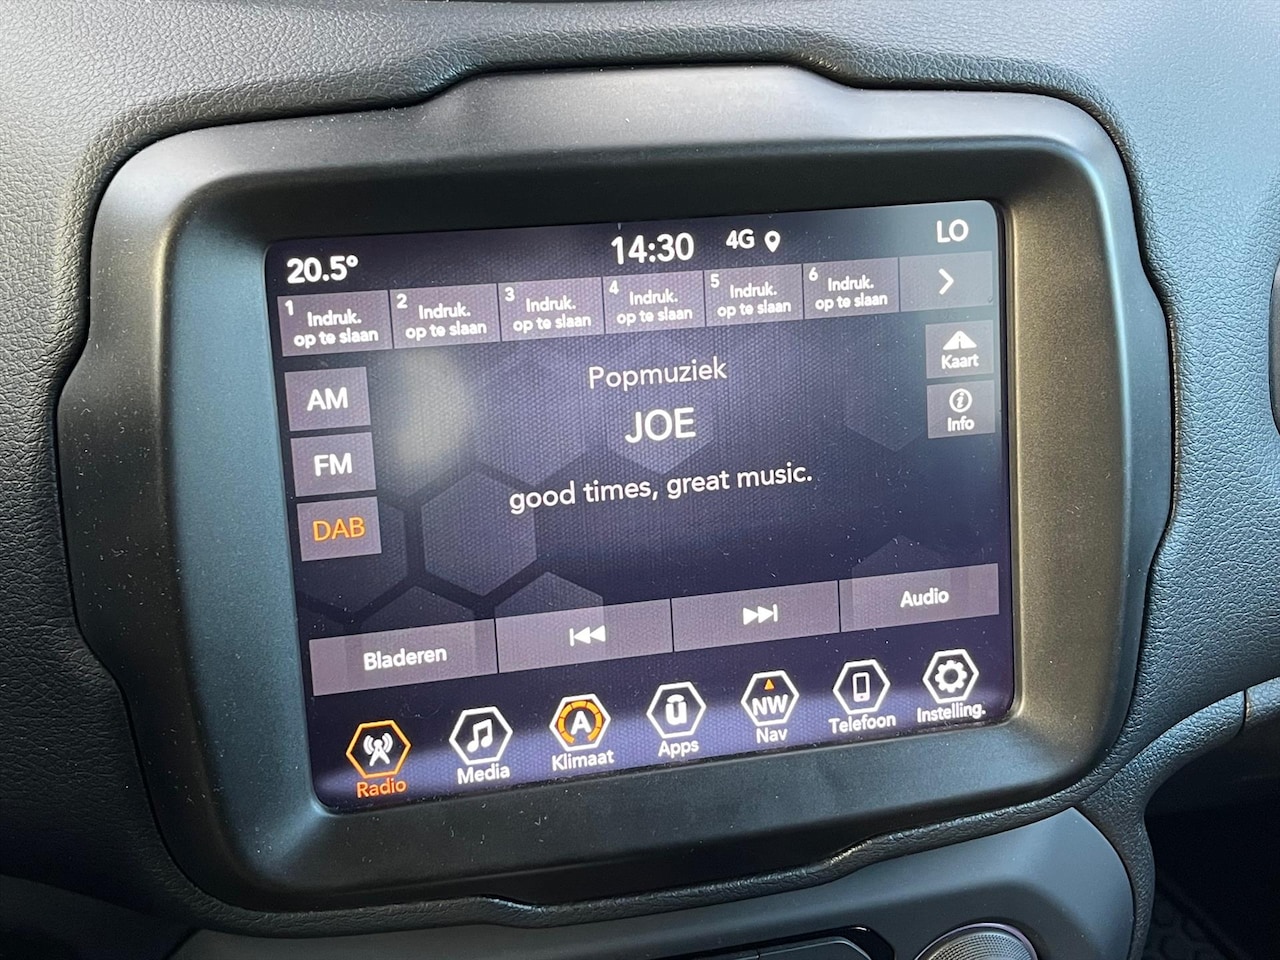 20.5° 14:30 4G LO
1 Indruk. op te slaan
2 Indruk. op te slaan
3 Indruk. op te slaan
4 Indruk. op te slaan
5 Indruk. op te slaan
6 Indruk. op te slaan
AM
FM
DAB
Popmuziek
JOE
good times, great music.
Kaart
Info
Bladeren
Audio
Radio
Media
A
Klimaat
ū
Apps
NW
Nav
Telefoon
Instelling.